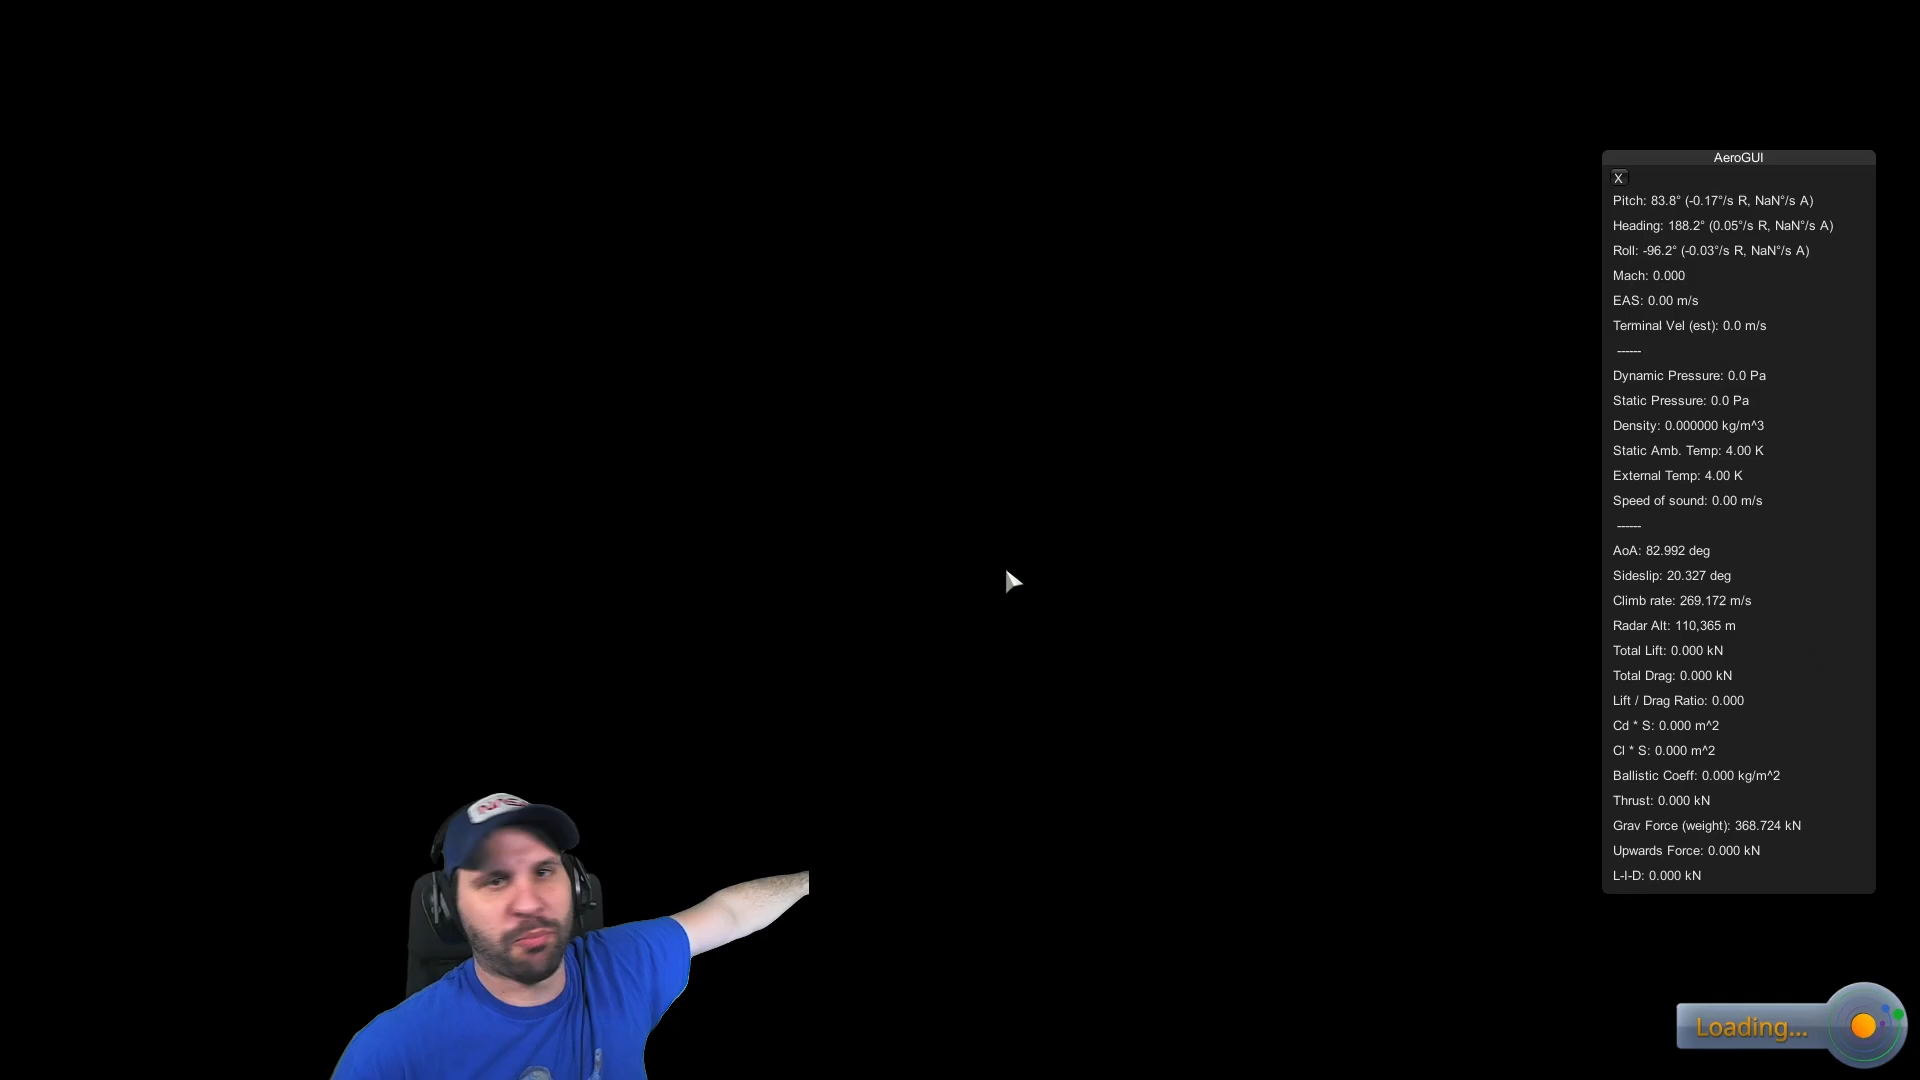 AeroGUI
X
Pitch: 83.8° (-0.17°/s R, NaN°/s A)
Heading: 188.2° (0.05°/s R, NaN°/s A)
Roll: -96.2° (-0.03°/s R, NaN°/s A)
Mach: 0.000
EAS: 0.00 m/s
Terminal Vel (est): 0.0 m/s
------
Dynamic Pressure: 0.0 Pa
Static Pressure: 0.0 Pa
Density: 0.000000 kg/m^3
Static Amb. Temp: 4.00 K
External Temp: 4.00 K
Speed of sound: 0.00 m/s
------
AoA: 82.992 deg
Sideslip: 20.327 deg
Climb rate: 269.172 m/s
Radar Alt: 110,365 m
Total Lift: 0.000 kN
Total Drag: 0.000 kN
Lift / Drag Ratio: 0.000
Cd * S: 0.000 m^2
Cl * S: 0.000 m^2
Ballistic Coeff: 0.000 kg/m^2
Thrust: 0.000 kN
Grav Force (weight): 368.724 kN
Upwards Force: 0.000 kN
L-I-D: 0.000 kN
Loading...